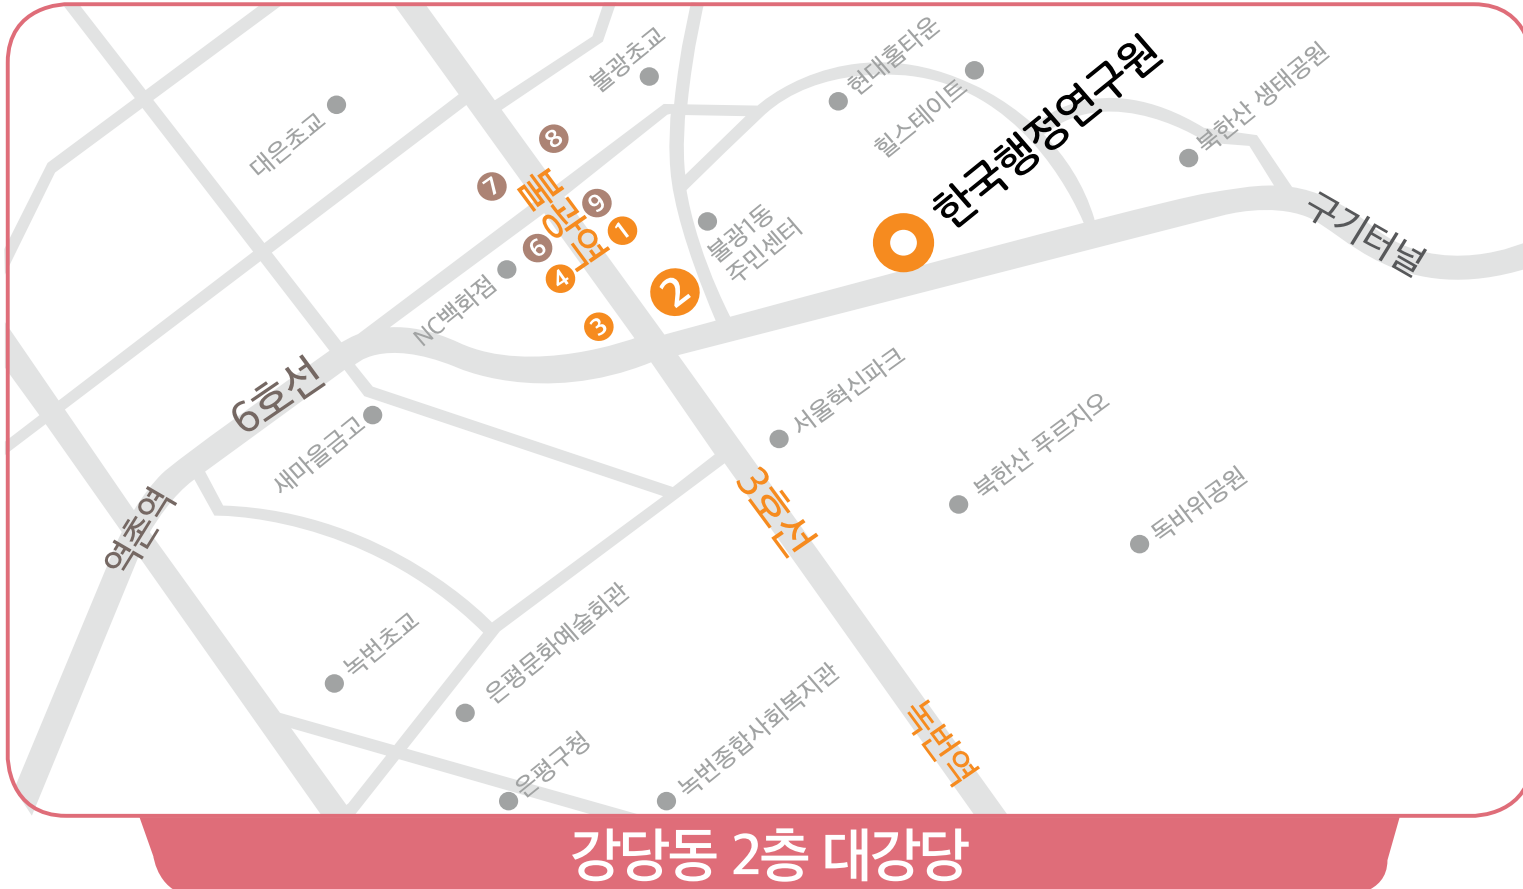 불광초교
현대홈타운
힐스테이트
한국행정연구원
북한산 생태공원
대은초교
8
7
불광역
9
1
6
4
2
3
불광1동
주민센터
구기터널
NC백화점
6호선
새마을금고
서울혁신파크
북한산 푸르지오
3호선
독바위공원
역촌역
녹번초교
은평문화예술회관
녹번역
은평구청
녹번종합사회복지관
강당동 2층 대강당